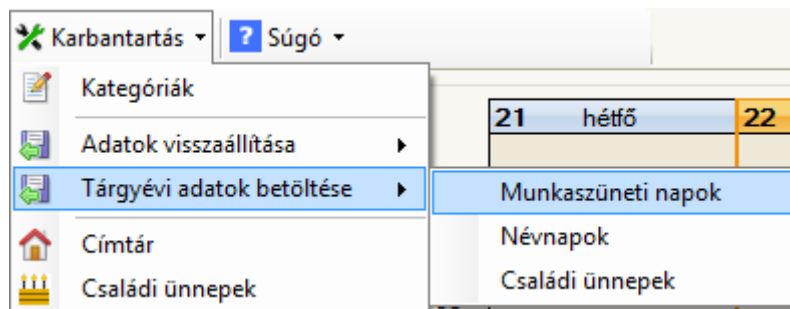 Karbantartás Súgó
Kategóriák
21 hétfő 22
Adatok visszaállítása
Tárgyévi adatok betöltése Munkaszüneti napok
Címtár Névnapok
Családi ünnepek Családi ünnepek